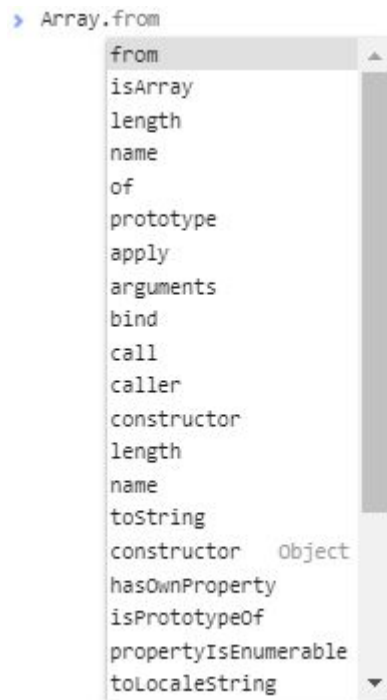 > Array.from
from
isArray
length
name
of
prototype
apply
arguments
bind
call
caller
constructor
length
name
toString
constructor Object
hasOwnProperty
isPrototypeOf
propertyIsEnumerable
toLocaleString